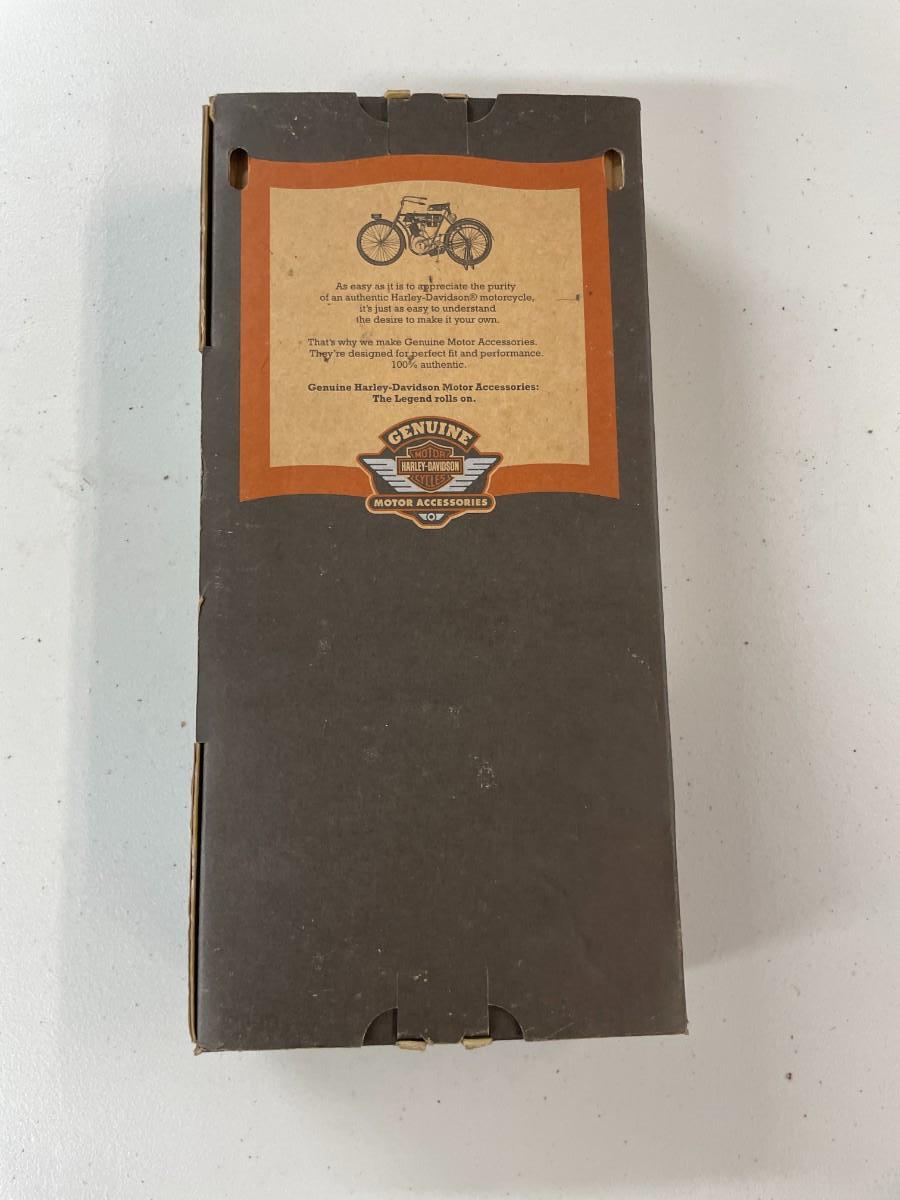 As easy as it is to appreciate the purity
of an authentic Harley-Davidson® motorcycle,
it's just as easy to understand
the desire to make it your own.
That's why we make Genuine Motor Accessories.
They're designed for perfect fit and performance.
100% authentic.
Genuine Harley-Davidson Motor Accessories:
The Legend rolls on.
GENUINE
MOTOR
HARLEY-DAVIDSON
CYCLES
MOTOR ACCESSORIES